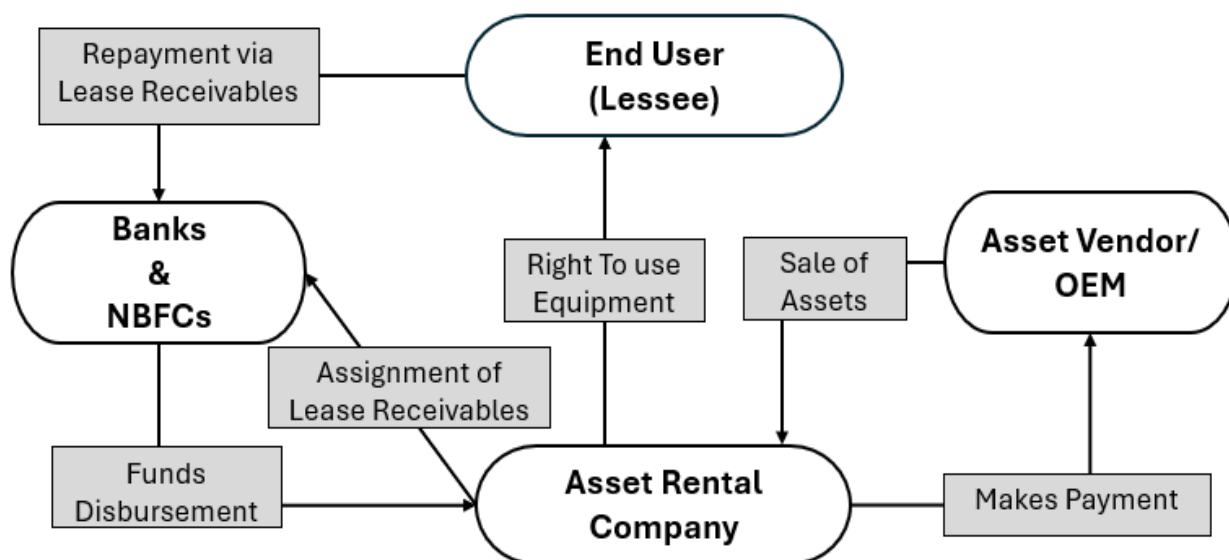 Repayment via
Lease Receivables
End User
(Lessee)
Banks
&
NBFCs
Right To use
Equipment
Sale of
Assets
Asset Vendor/
OEM
Assignment of
Lease Receivables
Funds
Disbursement
Asset Rental
Company
Makes Payment